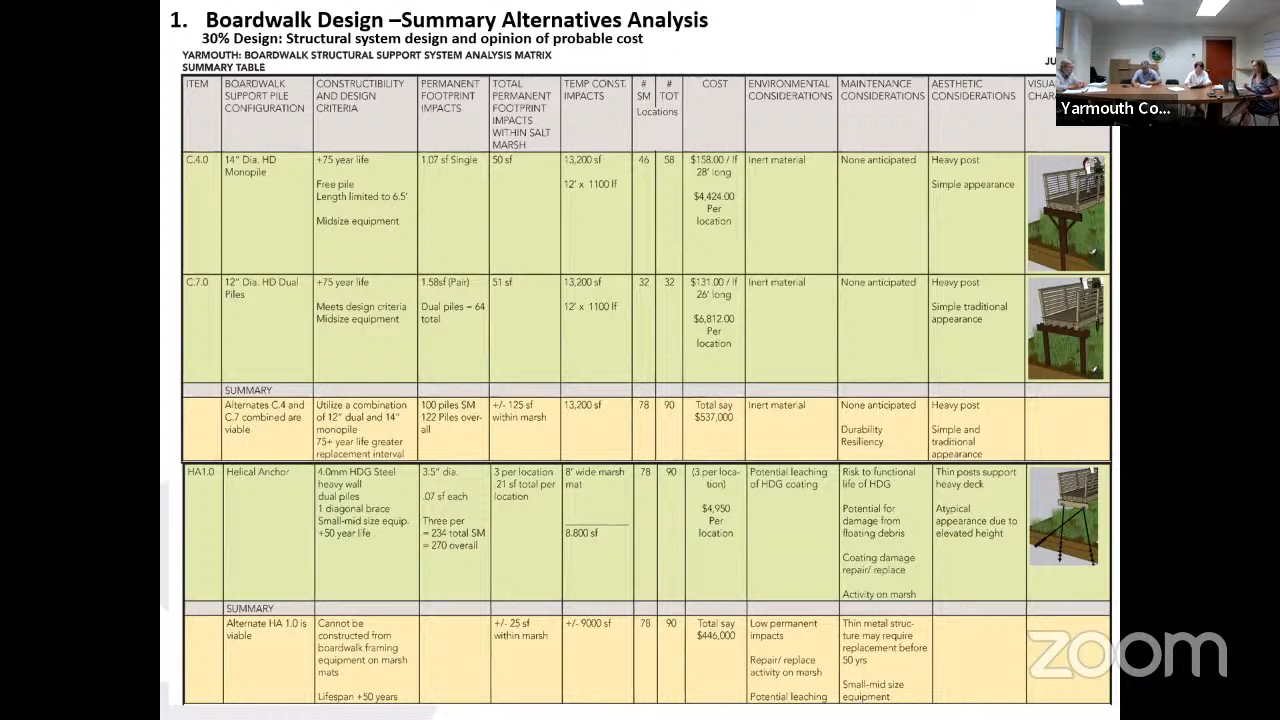 1. Boardwalk Design –Summary Alternatives Analysis
30% Design: Structural system design and opinion of probable cost
YARMOUTH: BOARDWALK STRUCTURAL SUPPORT SYSTEM ANALYSIS MATRIX
SUMMARY TABLE
JU
Yarmouth Co...
ITEM
BOARDWALK
SUPPORT PILE
CONFIGURATION
CONSTRUCTIBILITY
AND DESIGN
CRITERIA
PERMANENT
FOOTPRINT
IMPACTS
TOTAL
PERMANENT
FOOTPRINT
IMPACTS
WITHIN SALT
MARSH
TEMP CONST.
IMPACTS
#
SM
#
TOT
Locations
COST
ENVIRONMENTAL
CONSIDERATIONS
MAINTENANCE
CONSIDERATIONS
AESTHETIC
CONSIDERATIONS
VISUA
CHAR
C.4.0
14" Dia. HD
Monopile
+75 year life
Free pile
Length limited to 6.5'
Midsize equipment
1.07 sf Single
50 sf
13,200 sf
12' x 1100 lf
46
58
$158.00 / lf
28' long
$4,424.00
Per
location
Inert material
None anticipated
Heavy post
Simple appearance
C.7.0
12" Dia. HD Dual
Piles
+75 year life
Meets design criteria
Midsize equipment
1.58sf (Pair)
Dual piles = 64
total
51 sf
13,200 sf
12' x 1100 lf
32
32
$131.00 / lf
26' long
$6,812.00
Per
location
Inert material
None anticipated
Heavy post
Simple traditional
appearance
SUMMARY
Alternates C.4 and
C.7 combined are
viable
Utilize a combination
of 12" dual and 14"
monopile
75+ year life greater
replacement interval
100 piles SM
122 Piles over-
all
+/- 125 sf
within marsh
13,200 sf
78
90
Total say
$537,000
Inert material
None anticipated
Durability
Resiliency
Heavy post
Simple and
traditional
appearance
HA1.0
Helical Anchor
4.0mm HDG Steel
heavy wall
dual piles
1 diagonal brace
Small-mid size equip.
+50 year life
3.5" dia.
.07 sf each
Three per
= 234 total SM
= 270 overall
3 per location
.21 sf total per
location
8' wide marsh
mat
8.800 sf
78
90
(3 per loca-
tion)
$4,950
Per
location
Potential leaching
of HDG coating
Risk to functional
life of HDG
Potential for
damage from
floating debris
Coating damage
repair/ replace
Activity on marsh
Thin posts support
heavy deck
Atypical
appearance due to
elevated height
SUMMARY
Alternate HA 1.0 is
viable
Cannot be
constructed from
boardwalk framing
equipment on marsh
mats
Lifespan +50 years
+/- 25 sf
within marsh
+/- 9000 sf
78
90
Total say
$446,000
Low permanent
impacts
Repair/ replace
activity on marsh
Potential leaching
Thin metal struc-
ture may require
replacement before
50 yrs
Small-mid size
equipment
zoom